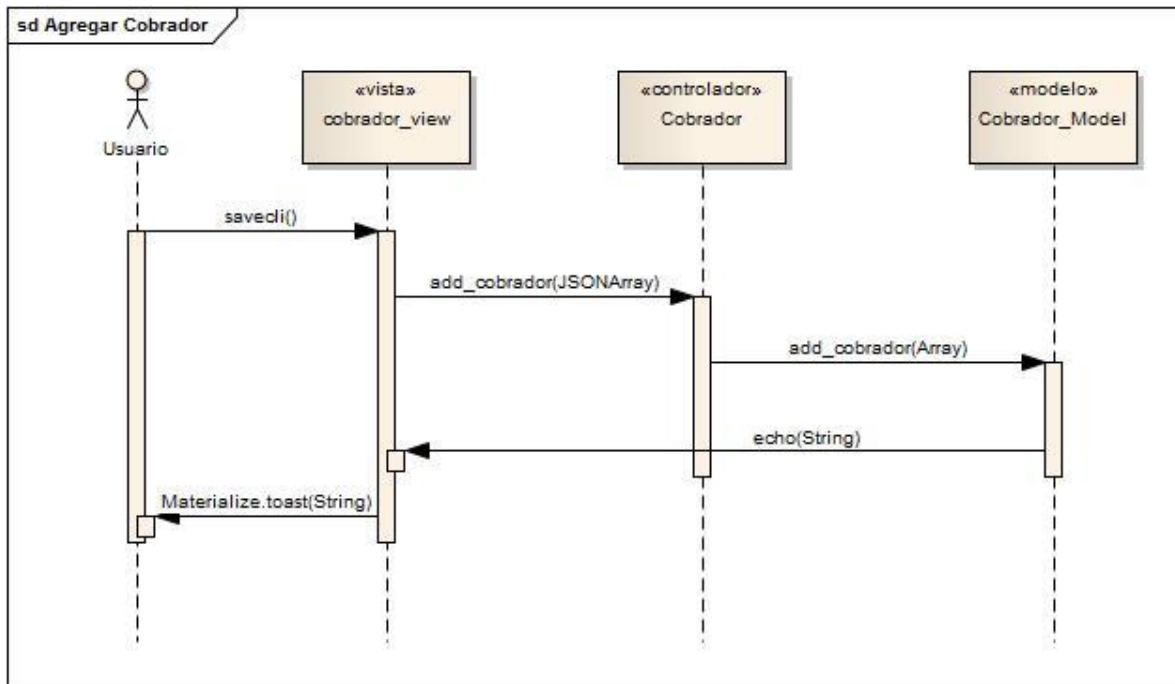 sd Agregar Cobrador
Usuario
«vista»
cobrador_view
«controlador»
Cobrador
«modelo»
Cobrador_Model
savecli()
add_cobrador(JSONArray)
add_cobrador(Array)
echo(String)
Materialize.toast(String)